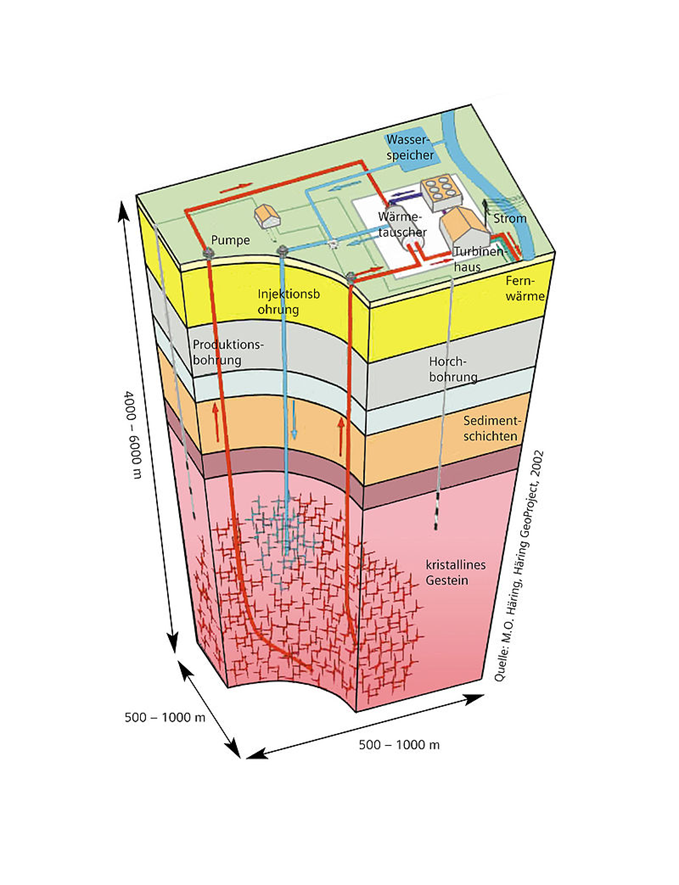 Wasser-
speicher
Wärme-
tauscher
Strom
Pumpe
Turbinen-
haus
Fern-
wärme
Injektionsb
ohrung
Produktions-
bohrung
Horch-
bohrung
Sediment-
schichten
4000 – 6000 m
kristallines
Gestein
Quelle: M.O. Häring, Häring GeoProject, 2002
500 – 1000 m
500 – 1000 m